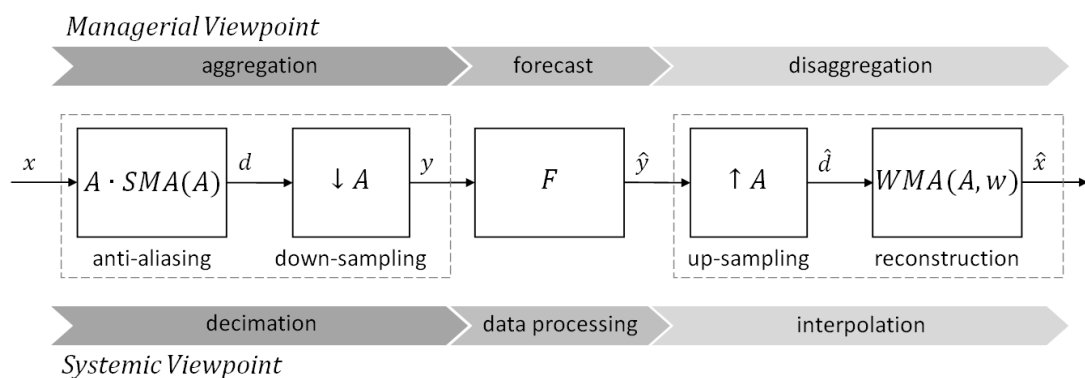 Managerial Viewpoint
aggregation forecast disaggregation
x A · SMA(A) d ↓ A y F ŷ ↑ A d̂ WMA(A, w) x̂
anti-aliasing down-sampling up-sampling reconstruction
decimation data processing interpolation
Systemic Viewpoint